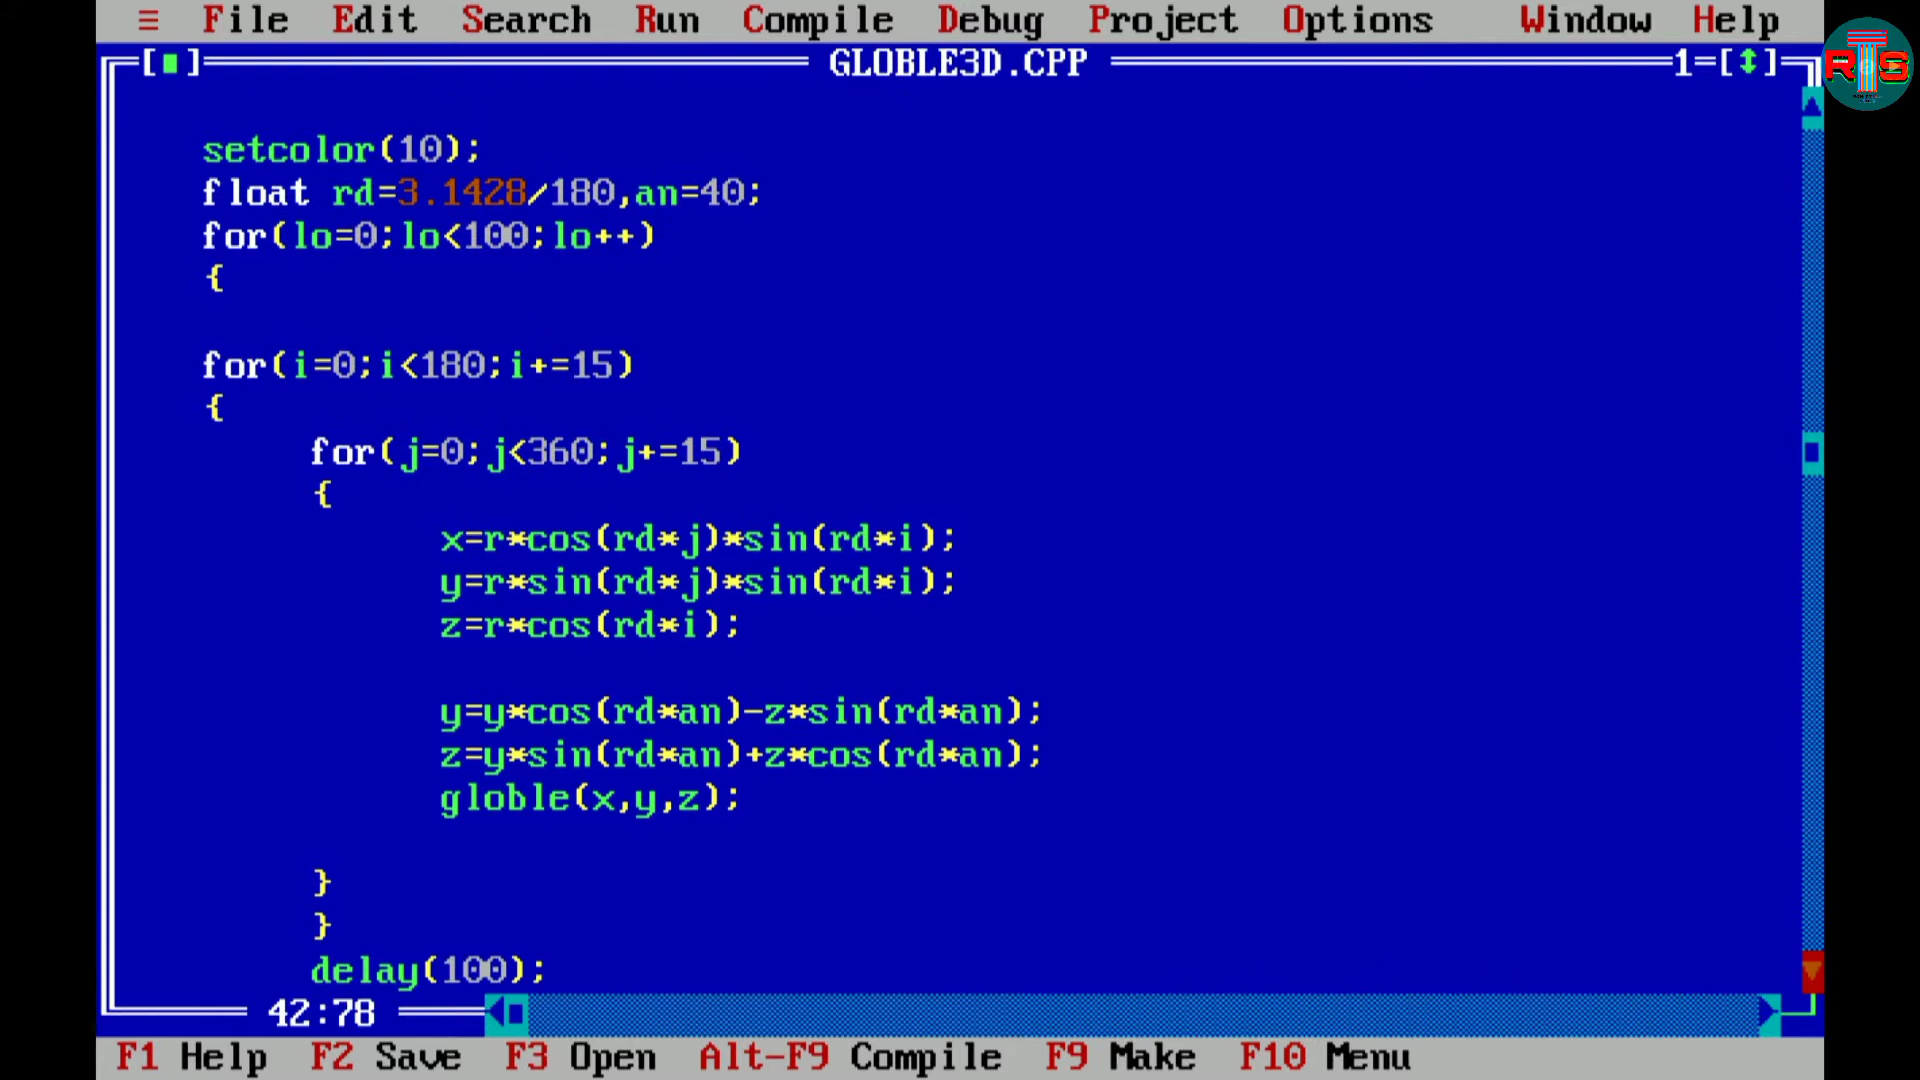 ≡ File Edit Search Run Compile Debug Project Options Window Help
[■] GLOBLE3D.CPP 1=[↕]
setcolor(10);
float rd=3.1428/180,an=40;
for(lo=0;lo<100;lo++)
{
for(i=0;i<180;i+=15)
{
for(j=0;j<360;j+=15)
{
x=r*cos(rd*j)*sin(rd*i);
y=r*sin(rd*j)*sin(rd*i);
z=r*cos(rd*i);
y=y*cos(rd*an)-z*sin(rd*an);
z=y*sin(rd*an)+z*cos(rd*an);
globle(x,y,z);
}
}
delay(100);
42:78
F1 Help F2 Save F3 Open Alt-F9 Compile F9 Make F10 Menu
RTS